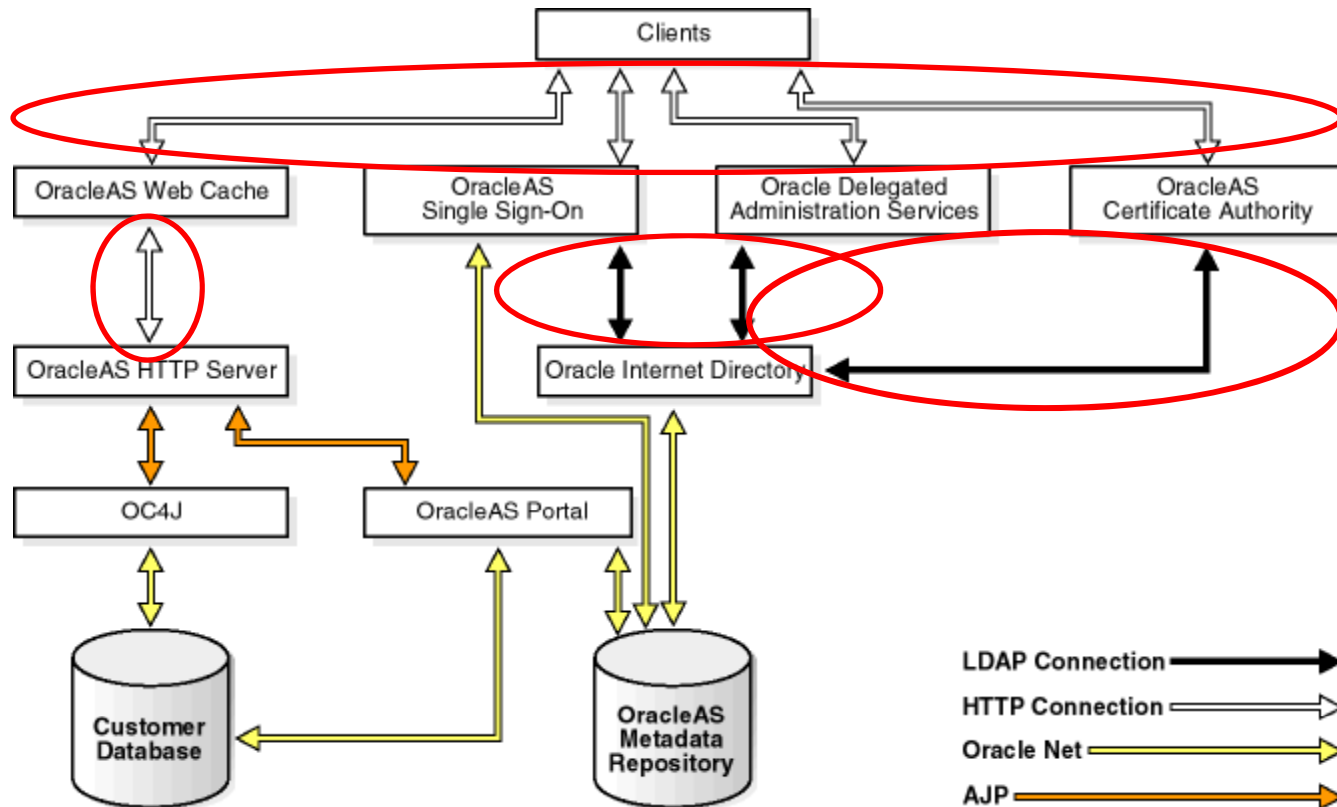 Clients
OracleAS Web Cache
OracleAS
Single Sign-On
Oracle Delegated
Administration Services
OracleAS
Certificate Authority
OracleAS HTTP Server
Oracle Internet Directory
OC4J
OracleAS Portal
Customer
Database
OracleAS
Metadata
Repository
LDAP Connection
HTTP Connection
Oracle Net
AJP